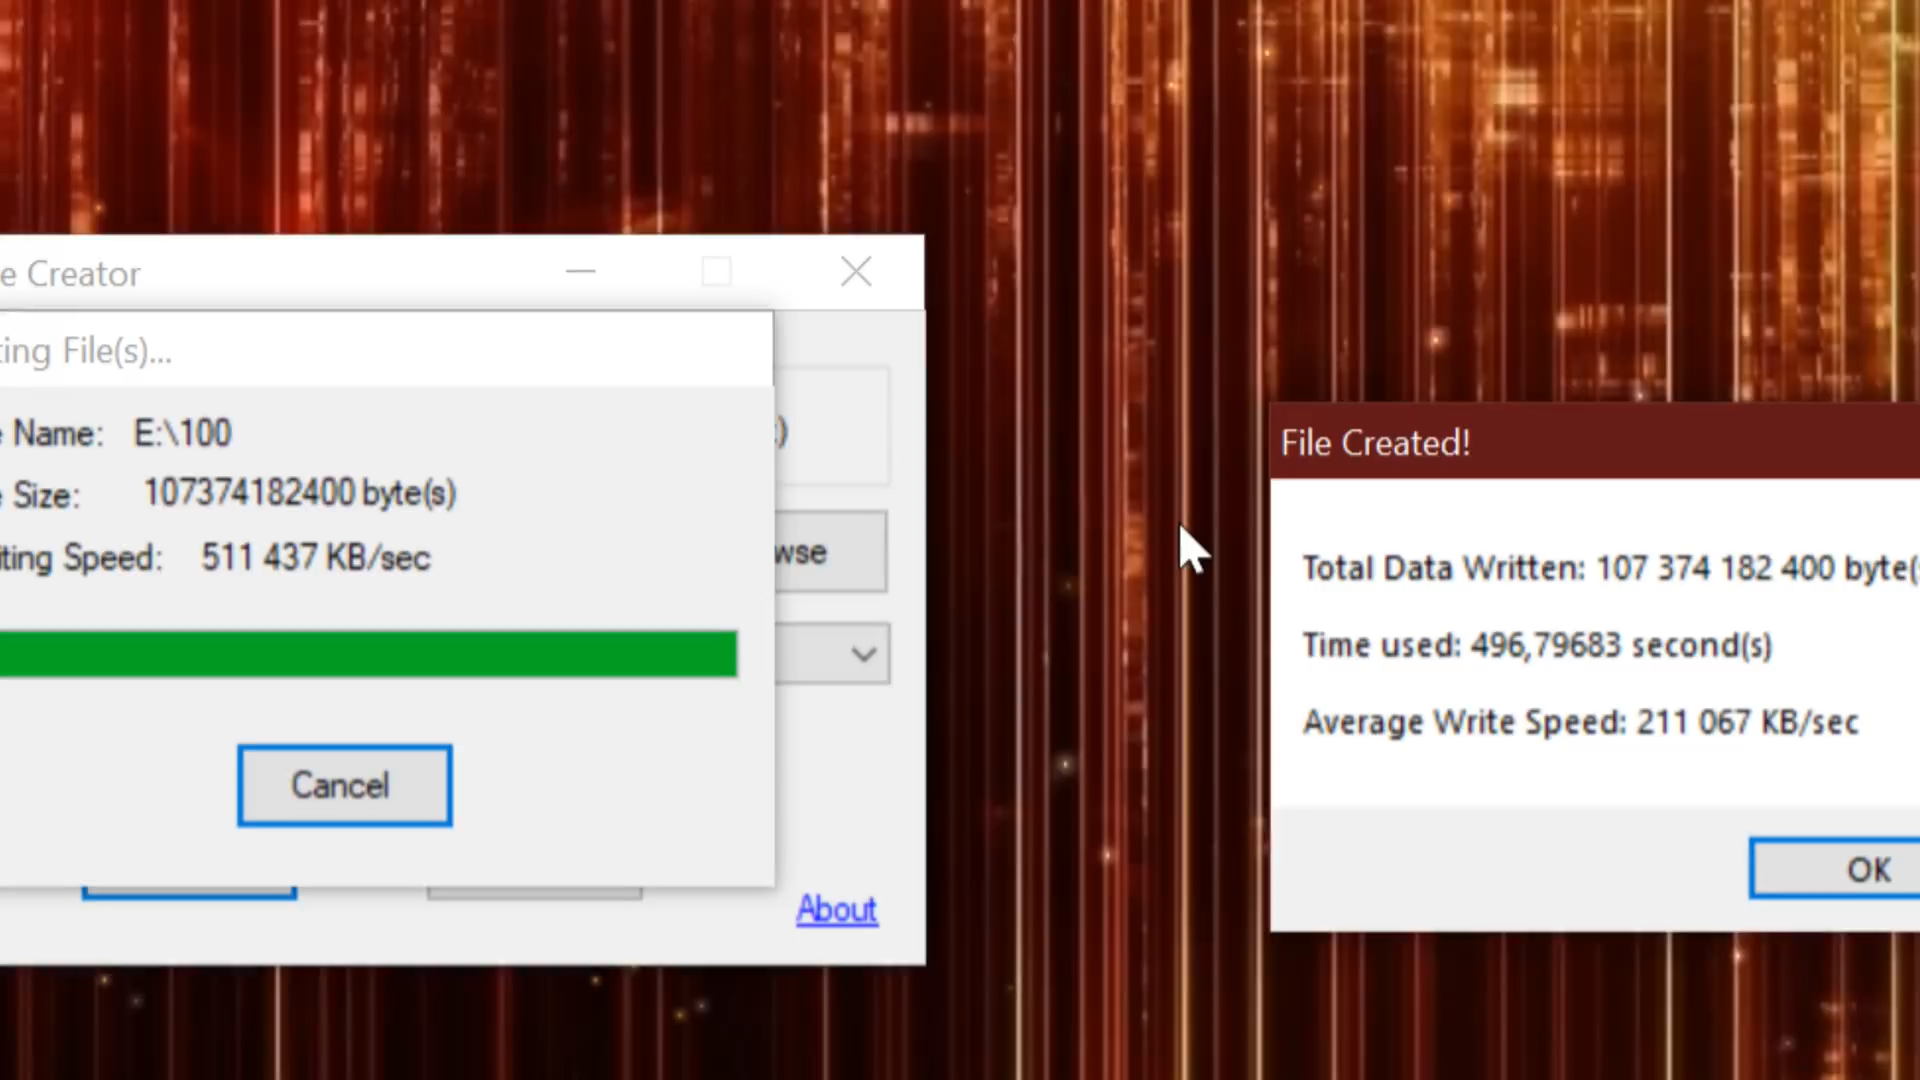 e Creator
ting File(s)...
e Name: E:\100
e Size: 107374182400 byte(s)
iting Speed: 511 437 KB/sec
:)
wse
Cancel
About
File Created!
Total Data Written: 107 374 182 400 byte(s
Time used: 496,79683 second(s)
Average Write Speed: 211 067 KB/sec
OK